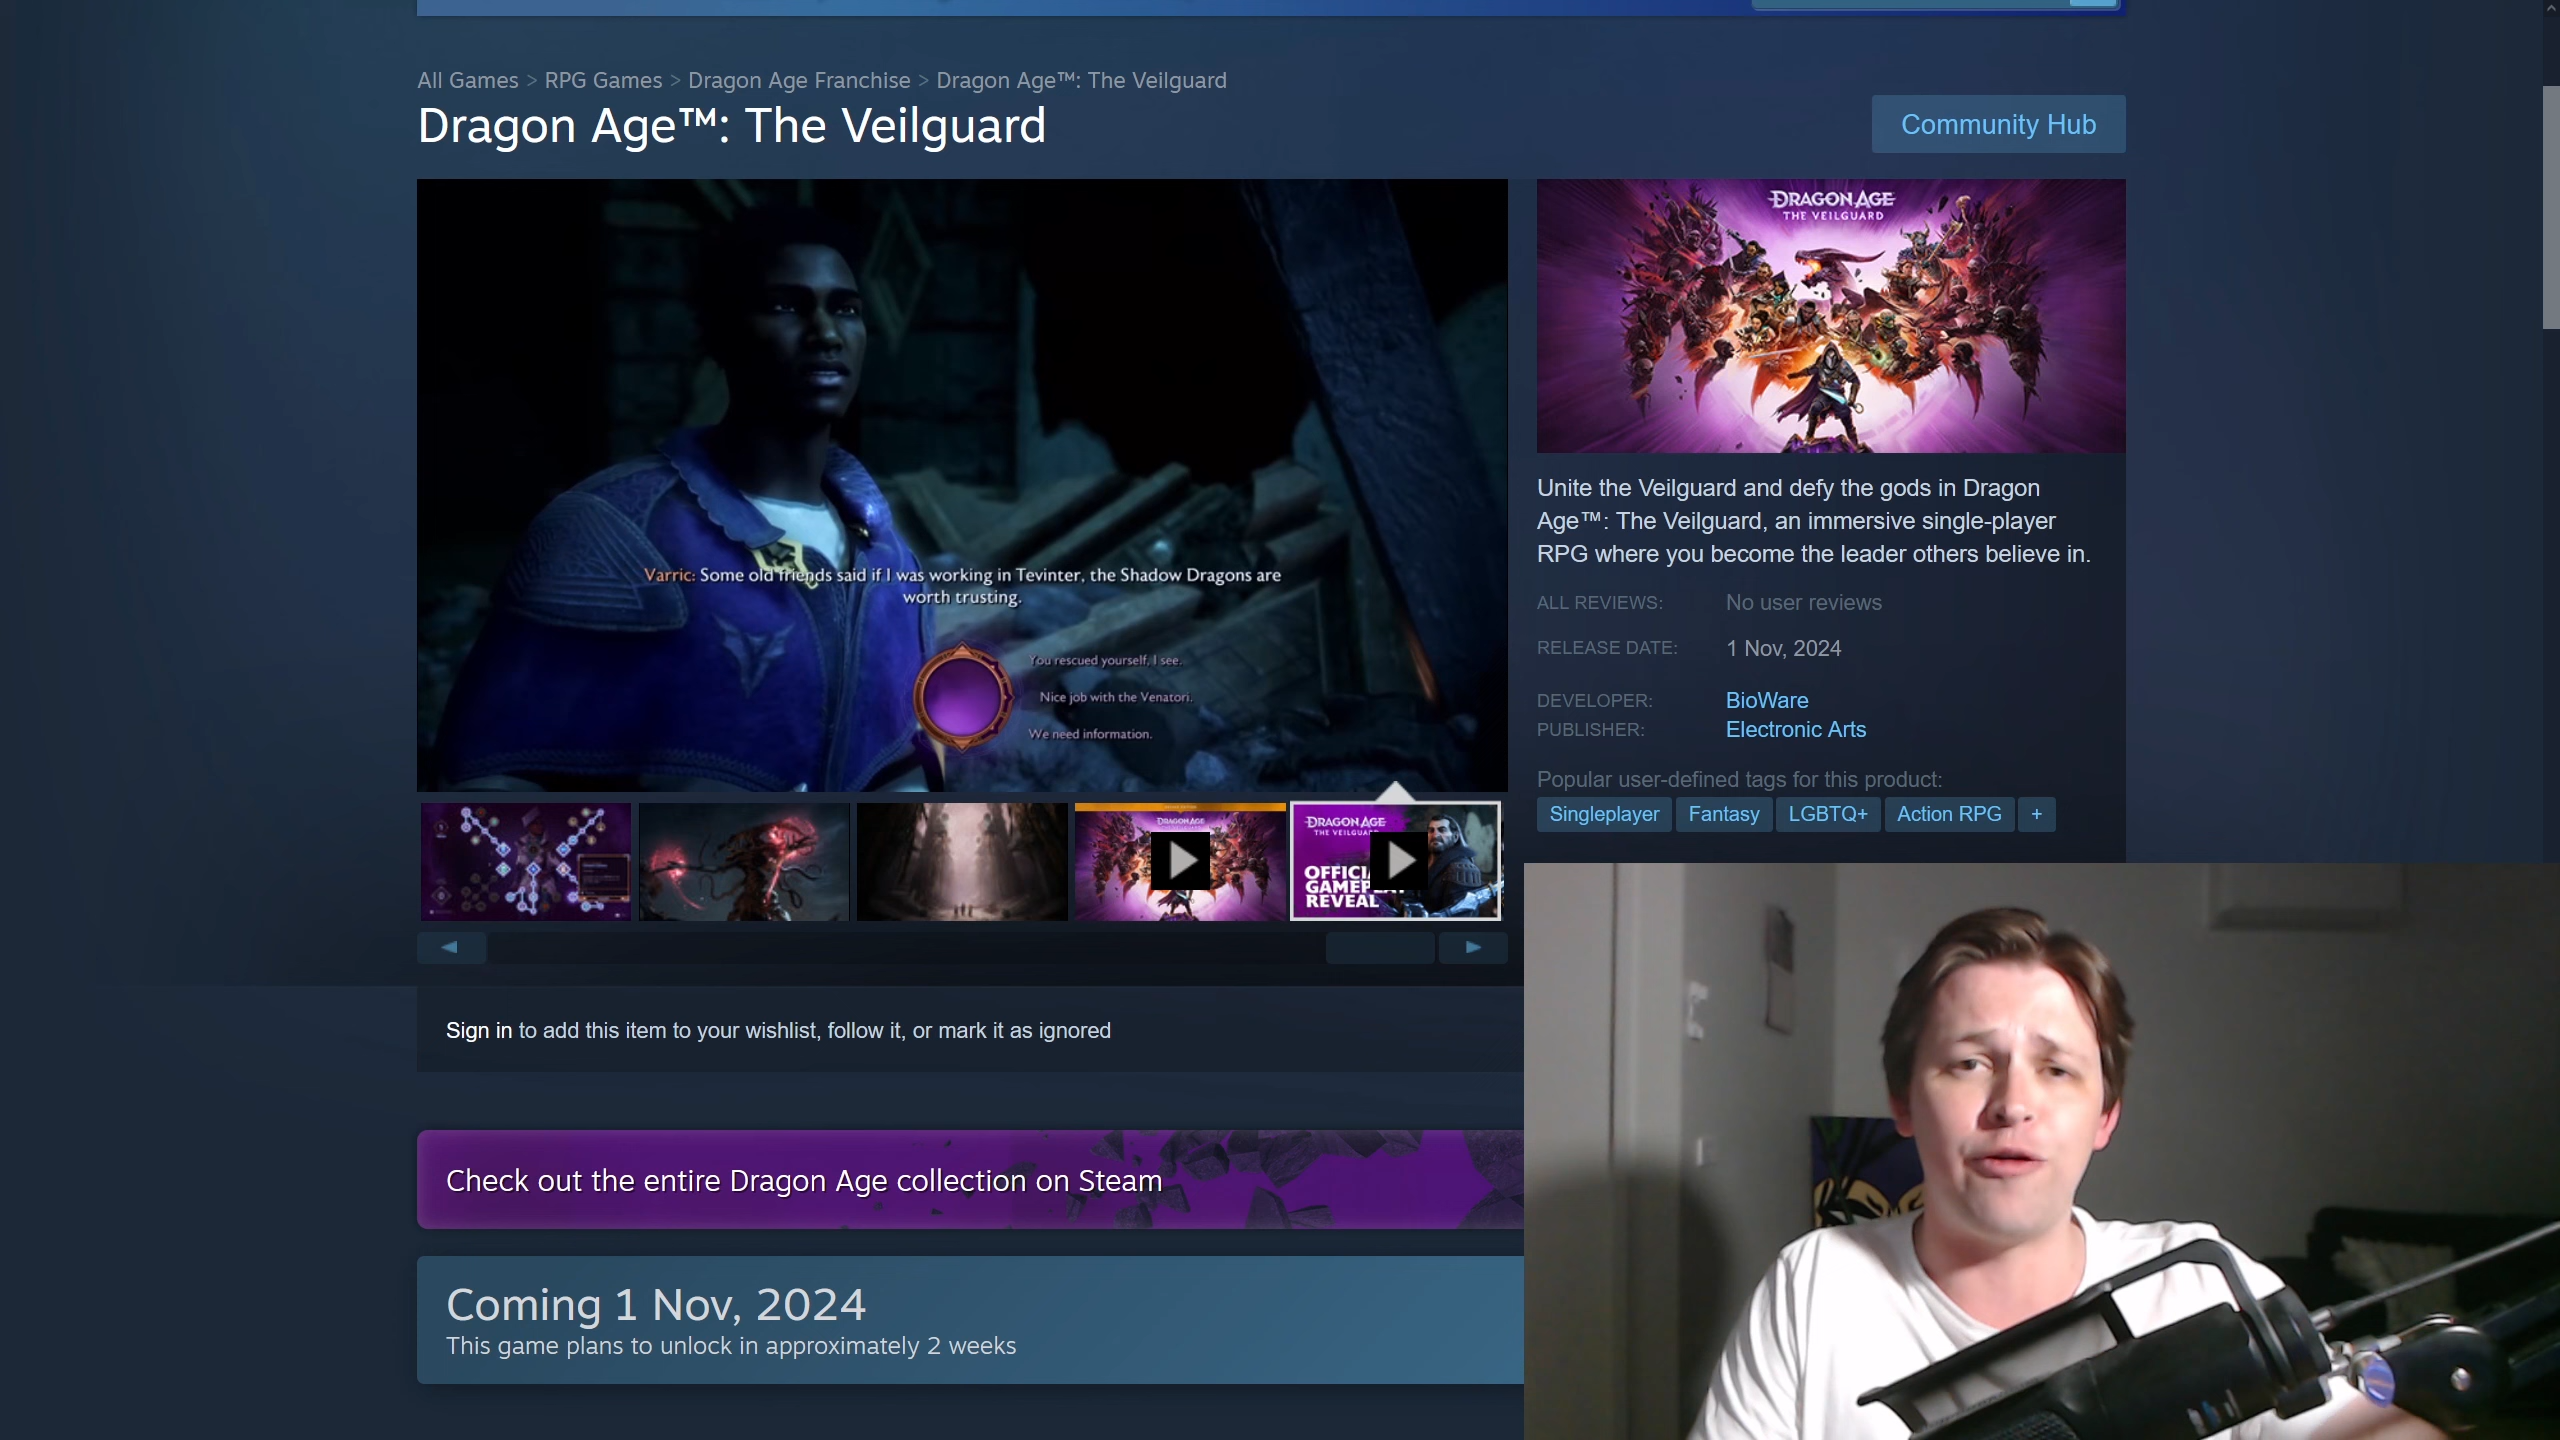 All Games > RPG Games > Dragon Age Franchise > Dragon Age™: The Veilguard
Dragon Age™: The Veilguard
Community Hub
Varric: Some old friends said if I was working in Tevinter, the Shadow Dragons are
worth trusting.
You rescued yourself, I see.
Nice job with the Venatori.
We need information.
DRAGON AGE
THE VEILGUARD
Unite the Veilguard and defy the gods in Dragon
Age™: The Veilguard, an immersive single-player
RPG where you become the leader others believe in.
ALL REVIEWS: No user reviews
RELEASE DATE: 1 Nov, 2024
DEVELOPER: BioWare
PUBLISHER: Electronic Arts
Popular user-defined tags for this product:
Singleplayer Fantasy LGBTQ+ Action RPG +
DRAGON AGE
DRAGON AGE
THE VEILGUARD
REVEAL
Sign in to add this item to your wishlist, follow it, or mark it as ignored
Check out the entire Dragon Age collection on Steam
Coming 1 Nov, 2024
This game plans to unlock in approximately 2 weeks